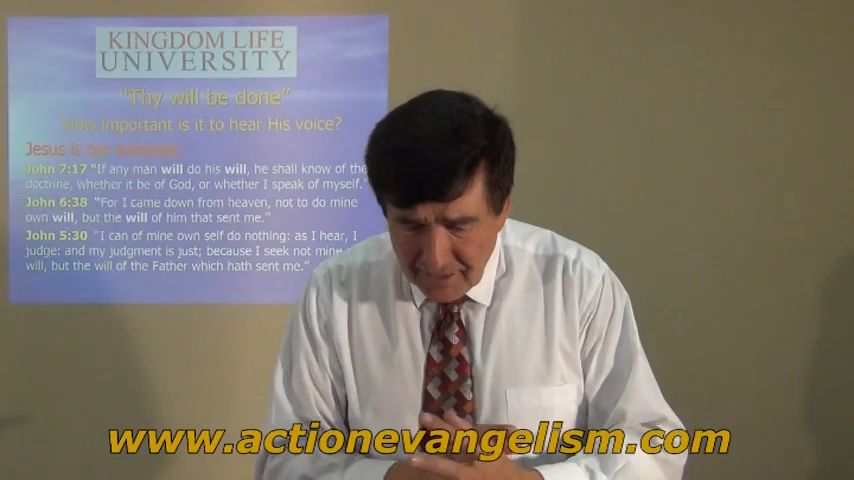 KINGDOM LIFE
UNIVERSITY
"Thy will be done"
How important is it to hear His voice?
Jesus is our example
John 7:17 "If any man will do his will, he shall know of the
doctrine, whether it be of God, or whether I speak of myself."
John 6:38 "For I came down from heaven, not to do mine
own will, but the will of him that sent me."
John 5:30 "I can of mine own self do nothing: as I hear, I
judge: and my judgment is just; because I seek not mine
will, but the will of the Father which hath sent me."
www.actionevangelism.com